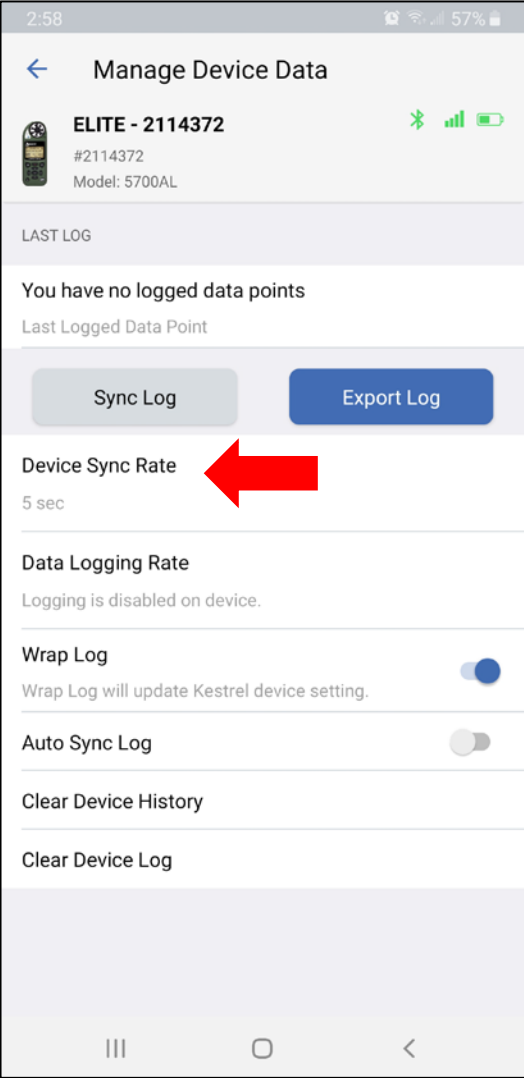 2:58
57%
Manage Device Data
ELITE - 2114372
#2114372
Model: 5700AL
LAST LOG
You have no logged data points
Last Logged Data Point
Sync Log
Export Log
Device Sync Rate
5 sec
Data Logging Rate
Logging is disabled on device.
Wrap Log
Wrap Log will update Kestrel device setting.
Auto Sync Log
Clear Device History
Clear Device Log